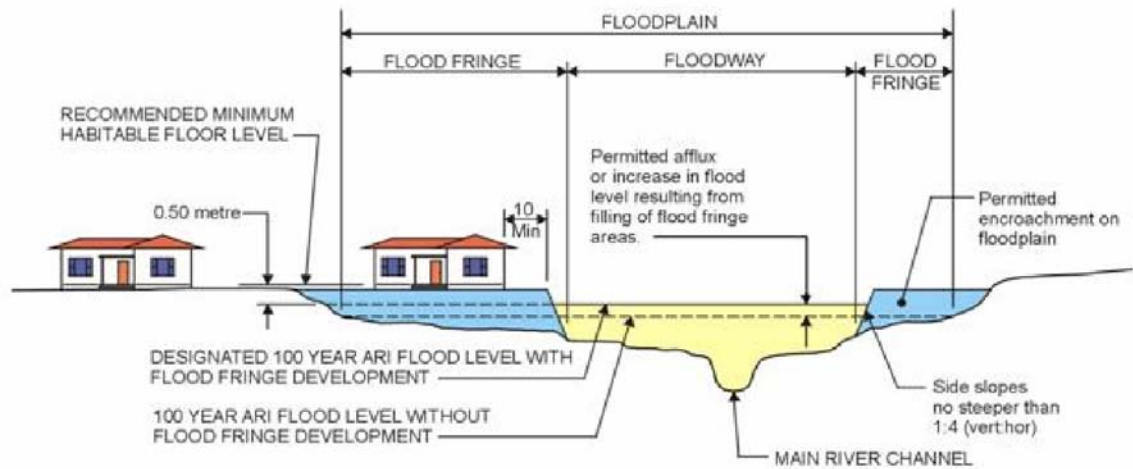 FLOODPLAIN
FLOOD FRINGE
FLOODWAY
FLOOD
FRINGE
RECOMMENDED MINIMUM
HABITABLE FLOOR LEVEL
0.50 metre
10
Min
Permitted afflux
or increase in flood
level resulting from
filling of flood fringe
areas.
Permitted
encroachment on
floodplain
DESIGNATED 100 YEAR ARI FLOOD LEVEL WITH
FLOOD FRINGE DEVELOPMENT
100 YEAR ARI FLOOD LEVEL WITHOUT
FLOOD FRINGE DEVELOPMENT
Side slopes
no steeper than
1:4 (vert:hor)
MAIN RIVER CHANNEL